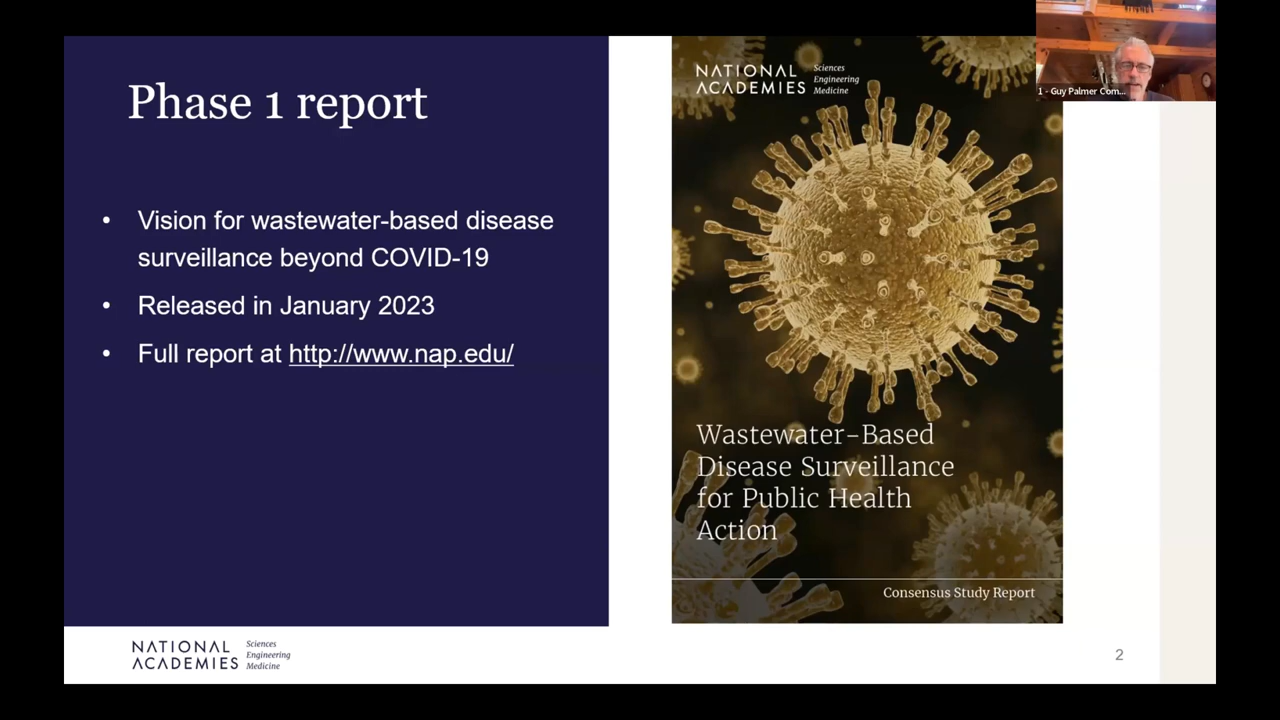 Phase 1 report
• Vision for wastewater-based disease
surveillance beyond COVID-19
• Released in January 2023
• Full report at http://www.nap.edu/
NATIONAL
ACADEMIES
Sciences
Engineering
Medicine
Wastewater-Based
Disease Surveillance
for Public Health
Action
Consensus Study Report
1 - Guy Palmer Com...
NATIONAL
ACADEMIES
Sciences
Engineering
Medicine
2